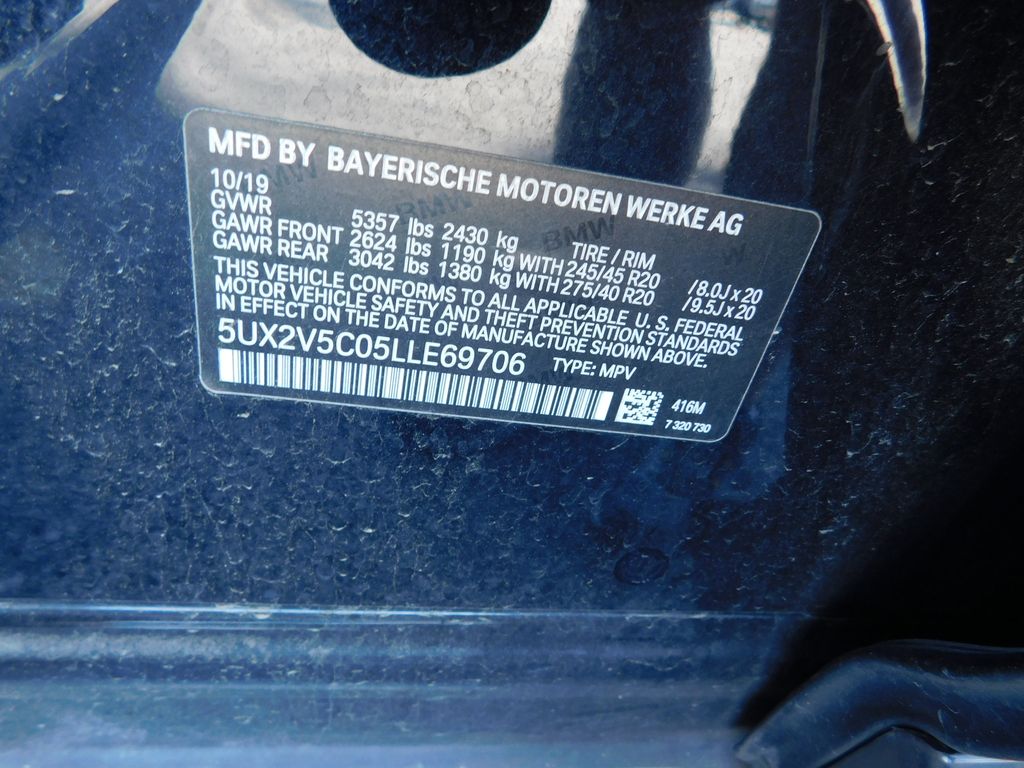 MFD BY BAYERISCHE MOTOREN WERKE AG
10/19
GVWR 5357 lbs 2430 kg TIRE / RIM
GAWR FRONT 2624 lbs 1190 kg WITH 245/45 R20 /8.0J x 20
GAWR REAR 3042 lbs 1380 kg WITH 275/40 R20 /9.5J x 20
THIS VEHICLE CONFORMS TO ALL APPLICABLE U. S. FEDERAL
MOTOR VEHICLE SAFETY AND THEFT PREVENTION STANDARDS
IN EFFECT ON THE DATE OF MANUFACTURE SHOWN ABOVE.
5UX2V5C05LLE69706 TYPE: MPV
416M
7 320 730